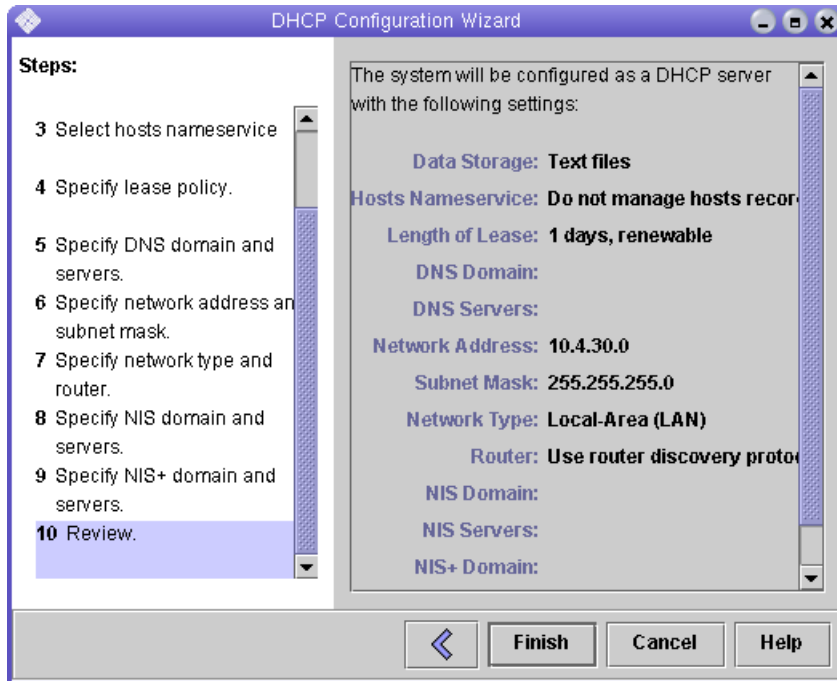 DHCP Configuration Wizard
Steps:
3 Select hosts nameservice
4 Specify lease policy.
5 Specify DNS domain and
servers.
6 Specify network address an
subnet mask.
7 Specify network type and
router.
8 Specify NIS domain and
servers.
9 Specify NIS+ domain and
servers.
10 Review.
The system will be configured as a DHCP server
with the following settings:
Data Storage: Text files
Hosts Nameservice: Do not manage hosts recor
Length of Lease: 1 days, renewable
DNS Domain:
DNS Servers:
Network Address: 10.4.30.0
Subnet Mask: 255.255.255.0
Network Type: Local-Area (LAN)
Router: Use router discovery proto
NIS Domain:
NIS Servers:
NIS+ Domain:
Finish Cancel Help